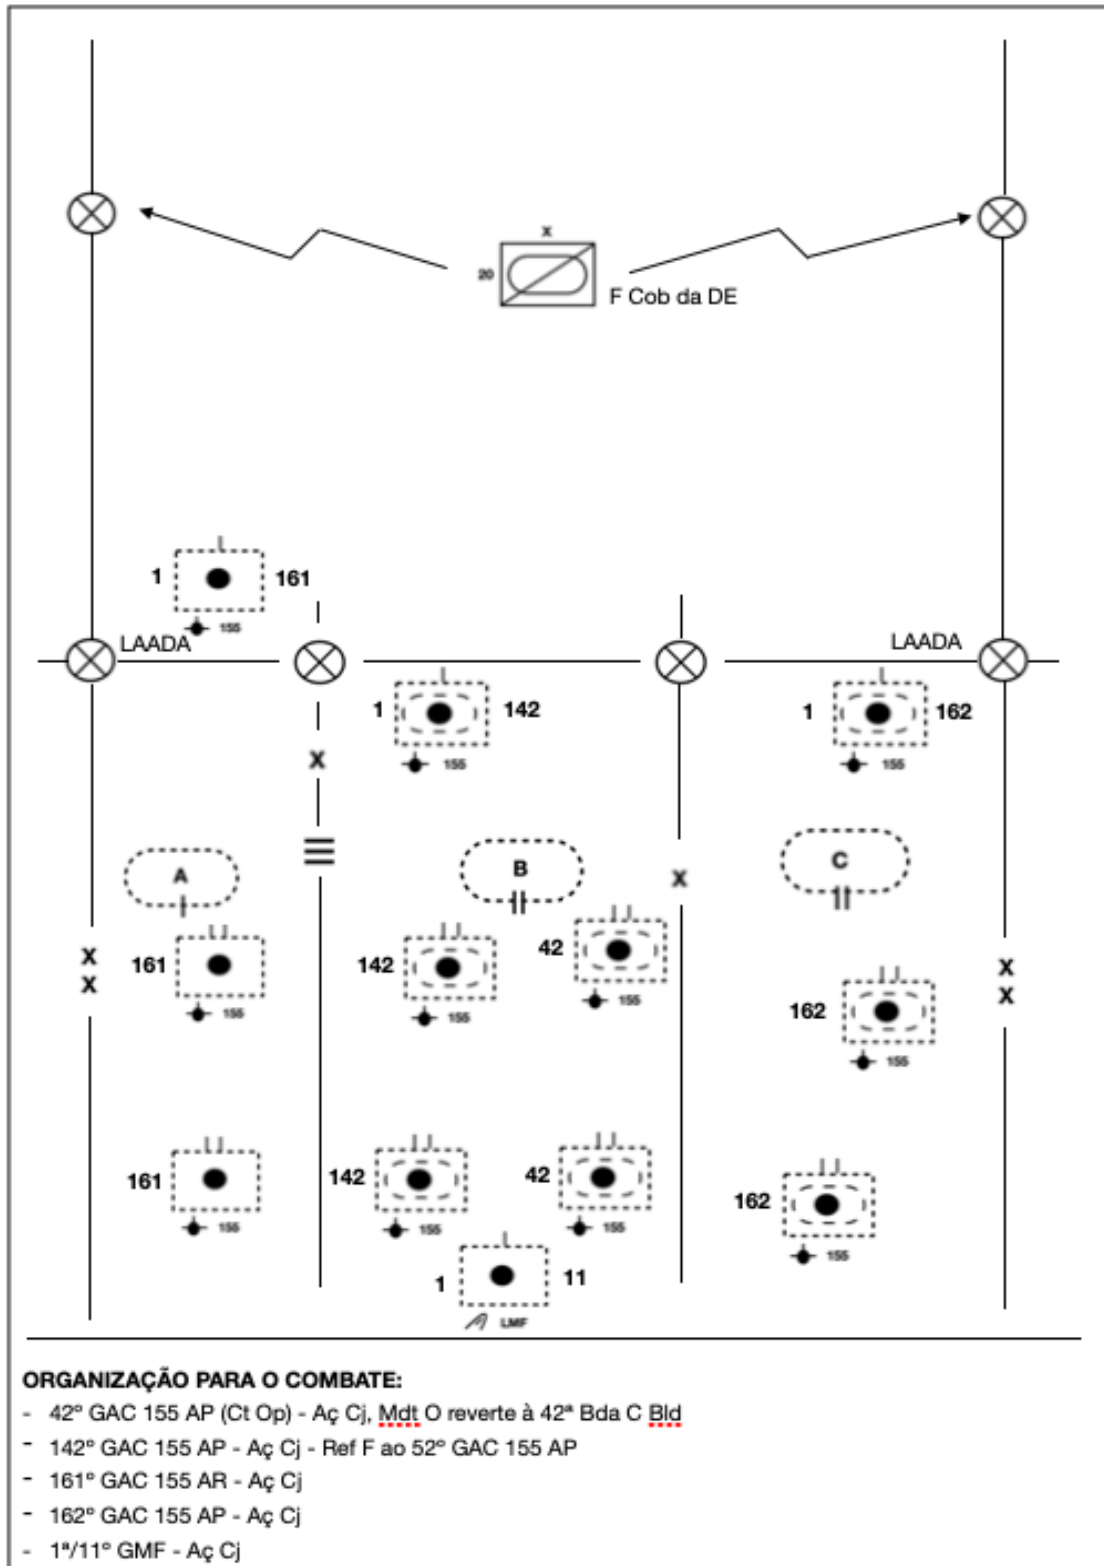 X
20
F Cob da DE
1 161
155
LAADA
LAADA
1 142
155
1 162
155
X
A
B
C
X
X
X
161
155
142
155
42
155
X
X
162
155
161
155
142
155
42
155
162
155
1 11
LMF
ORGANIZAÇÃO PARA O COMBATE:
- 42º GAC 155 AP (Ct Op) - Aç Cj, Mdt O reverte à 42ª Bda C Bld
- 142º GAC 155 AP - Aç Cj - Ref F ao 52º GAC 155 AP
- 161º GAC 155 AR - Aç Cj
- 162º GAC 155 AP - Aç Cj
- 1ª/11º GMF - Aç Cj